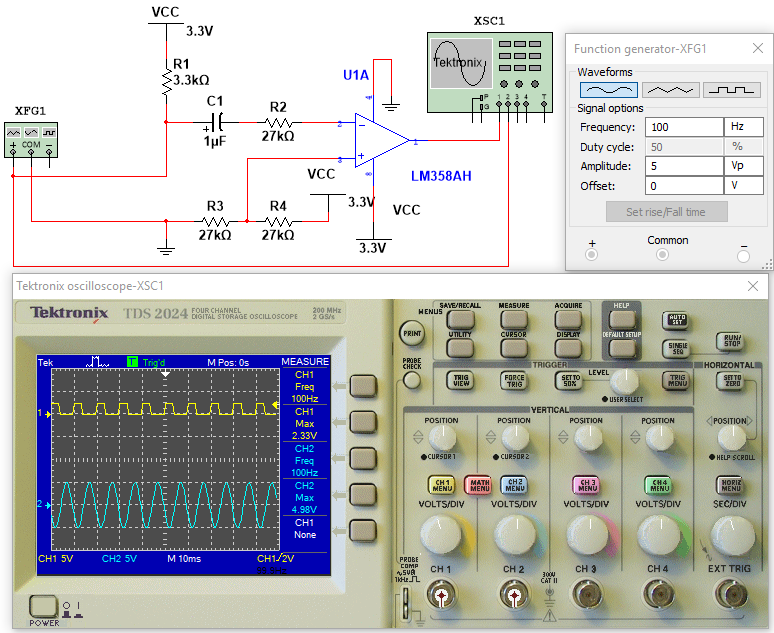 VCC
3.3V
R1
3.3kΩ
XSC1
Tektronix
P
G
1 2 3 4 T
U1A
XFG1
+ COM −
C1
+
1µF
R2
27kΩ
2
3
4
8
1
−
+
LM358AH
VCC
3.3V
R3
27kΩ
R4
27kΩ
VCC
3.3V
Function generator-XFG1
Waveforms
Signal options
Frequency: 100 Hz
Duty cycle: 50 %
Amplitude: 5 Vp
Offset: 0 V
Set rise/Fall time
+ Common −
Tektronix oscilloscope-XSC1
Tektronix TDS 2024 FOUR CHANNEL DIGITAL STORAGE OSCILLOSCOPE 200 MHz 2 GS/s
Tek T Trig'd M Pos: 0s MEASURE
CH1
Freq
100Hz
CH1
Max
2.33V
CH2
Freq
100Hz
CH2
Max
4.98V
CH1
None
1
2
CH1 5V CH2 5V M 10ms CH1/2V
POWER
PRINT
PROBE CHECK
MENUS
SAVE/RECALL MEASURE ACQUIRE HELP
UTILITY CURSOR DISPLAY DEFAULT SETUP
AUTO SET
SINGLE SEQ
RUN/STOP
TRIGGER
TRIG VIEW
FORCE TRIG
SET TO 50%
LEVEL
USER SELECT
TRIG MENU
HORIZONTAL
SET TO ZERO
VERTICAL
POSITION POSITION POSITION POSITION POSITION
CURSOR 1 CURSOR 2 HELP SCROLL
CH 1 MENU
MATH MENU
CH 2 MENU
CH 3 MENU
CH 4 MENU
HORIZ MENU
VOLTS/DIV VOLTS/DIV VOLTS/DIV VOLTS/DIV SEC/DIV
PROBE COMP
~5V
1kHz
CH 1 CH 2 CH 3 CH 4 EXT TRIG
300V
CAT II